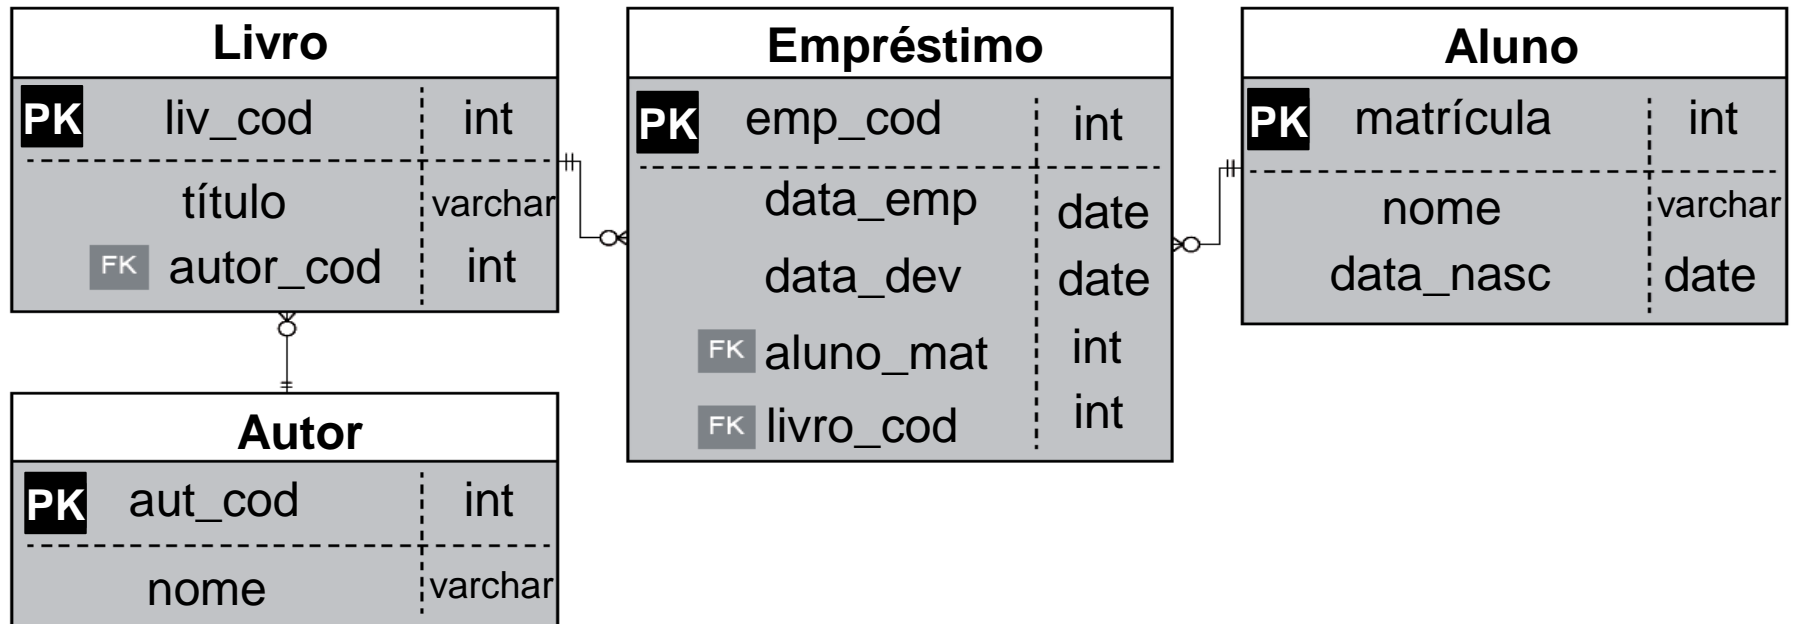 Livro
PK liv_cod int
título varchar
FK autor_cod int
Empréstimo
PK emp_cod int
data_emp date
data_dev date
FK aluno_mat int
FK livro_cod int
Aluno
PK matrícula int
nome varchar
data_nasc date
Autor
PK aut_cod int
nome varchar